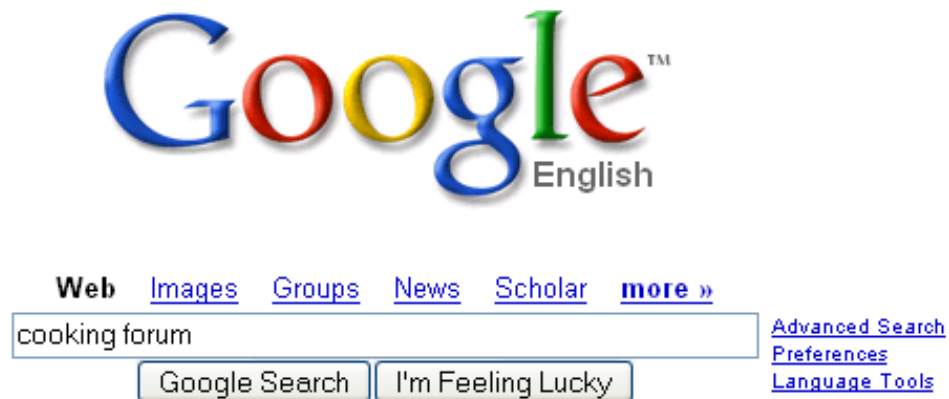 Google™
English
Web Images Groups News Scholar more »
cooking forum
Advanced Search
Preferences
Language Tools
Google Search I'm Feeling Lucky